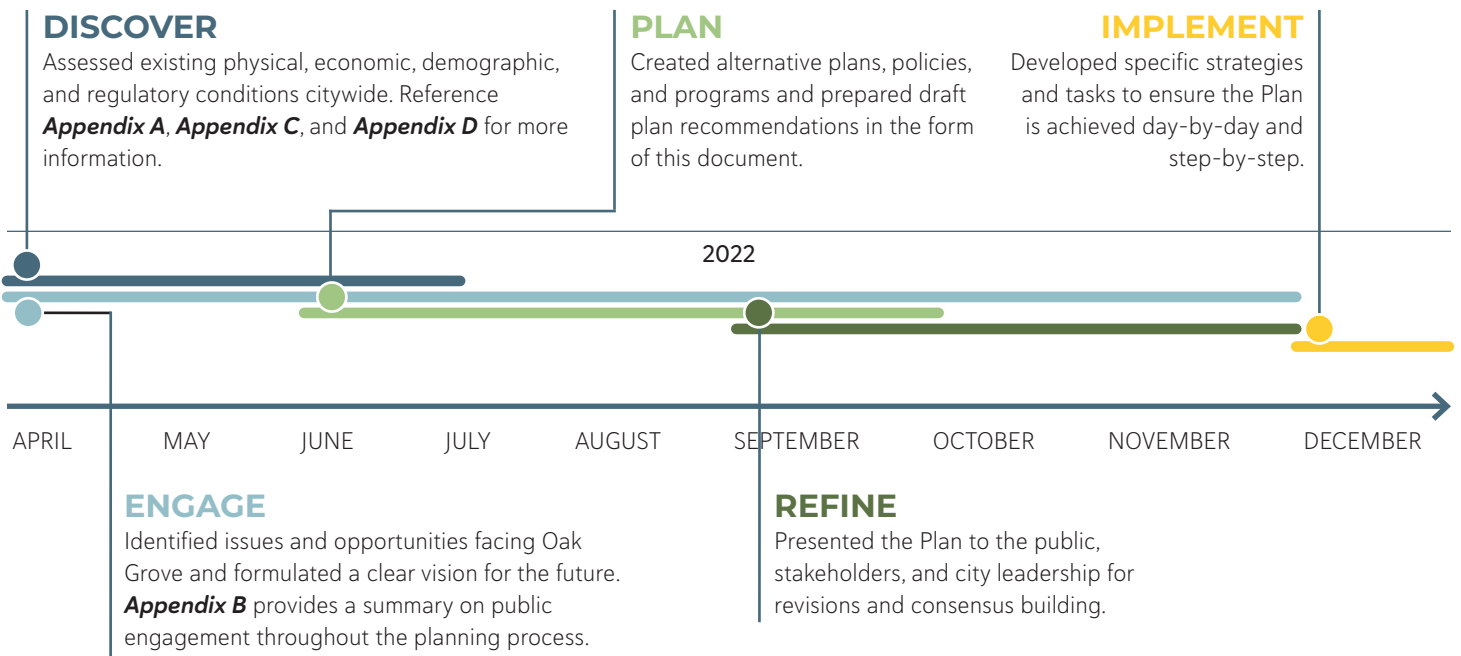 DISCOVER
Assessed existing physical, economic, demographic,
and regulatory conditions citywide. Reference
Appendix A, Appendix C, and Appendix D for more
information.
PLAN
Created alternative plans, policies,
and programs and prepared draft
plan recommendations in the form
of this document.
IMPLEMENT
Developed specific strategies
and tasks to ensure the Plan
is achieved day-by-day and
step-by-step.
2022
APRIL MAY JUNE JULY AUGUST SEPTEMBER OCTOBER NOVEMBER DECEMBER
ENGAGE
Identified issues and opportunities facing Oak
Grove and formulated a clear vision for the future.
Appendix B provides a summary on public
engagement throughout the planning process.
REFINE
Presented the Plan to the public,
stakeholders, and city leadership for
revisions and consensus building.